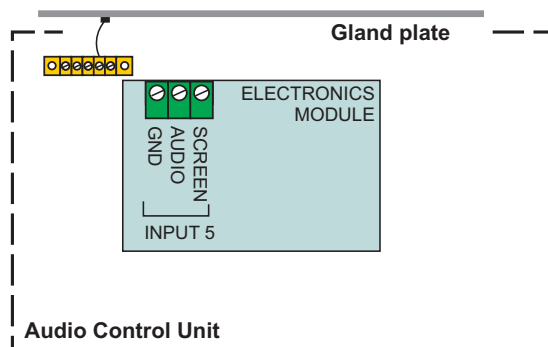 Gland plate
ELECTRONICS
MODULE
GND
AUDIO
SCREEN
INPUT 5
Audio Control Unit